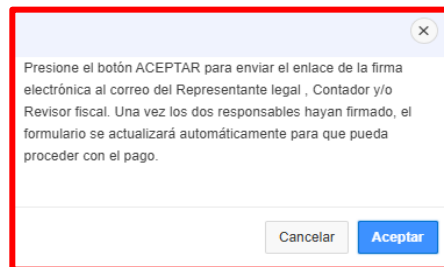 Presione el botón ACEPTAR para enviar el enlace de la firma
electrónica al correo del Representante legal , Contador y/o
Revisor fiscal. Una vez los dos responsables hayan firmado, el
formulario se actualizará automáticamente para que pueda
proceder con el pago.
Cancelar Aceptar